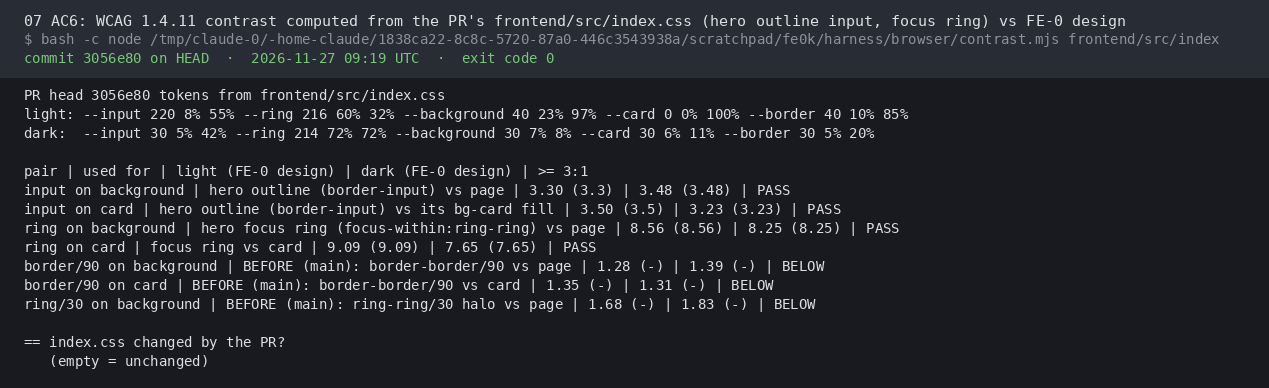 07 AC6: WCAG 1.4.11 contrast computed from the PR's frontend/src/index.css (hero outline input, focus ring) vs FE-0 design
$ bash -c node /tmp/claude-0/-home-claude/1838ca22-8c8c-5720-87a0-446c3543938a/scratchpad/fe0k/harness/browser/contrast.mjs frontend/src/index
commit 3056e80 on HEAD · 2026-11-27 09:19 UTC · exit code 0
PR head 3056e80 tokens from frontend/src/index.css
light: --input 220 8% 55% --ring 216 60% 32% --background 40 23% 97% --card 0 0% 100% --border 40 10% 85%
dark:  --input 30 5% 42% --ring 214 72% 72% --background 30 7% 8% --card 30 6% 11% --border 30 5% 20%
pair | used for | light (FE-0 design) | dark (FE-0 design) | >= 3:1
input on background | hero outline (border-input) vs page | 3.30 (3.3) | 3.48 (3.48) | PASS
input on card | hero outline (border-input) vs its bg-card fill | 3.50 (3.5) | 3.23 (3.23) | PASS
ring on background | hero focus ring (focus-within:ring-ring) vs page | 8.56 (8.56) | 8.25 (8.25) | PASS
ring on card | focus ring vs card | 9.09 (9.09) | 7.65 (7.65) | PASS
border/90 on background | BEFORE (main): border-border/90 vs page | 1.28 (-) | 1.39 (-) | BELOW
border/90 on card | BEFORE (main): border-border/90 vs card | 1.35 (-) | 1.31 (-) | BELOW
ring/30 on background | BEFORE (main): ring-ring/30 halo vs page | 1.68 (-) | 1.83 (-) | BELOW
== index.css changed by the PR?
(empty = unchanged)